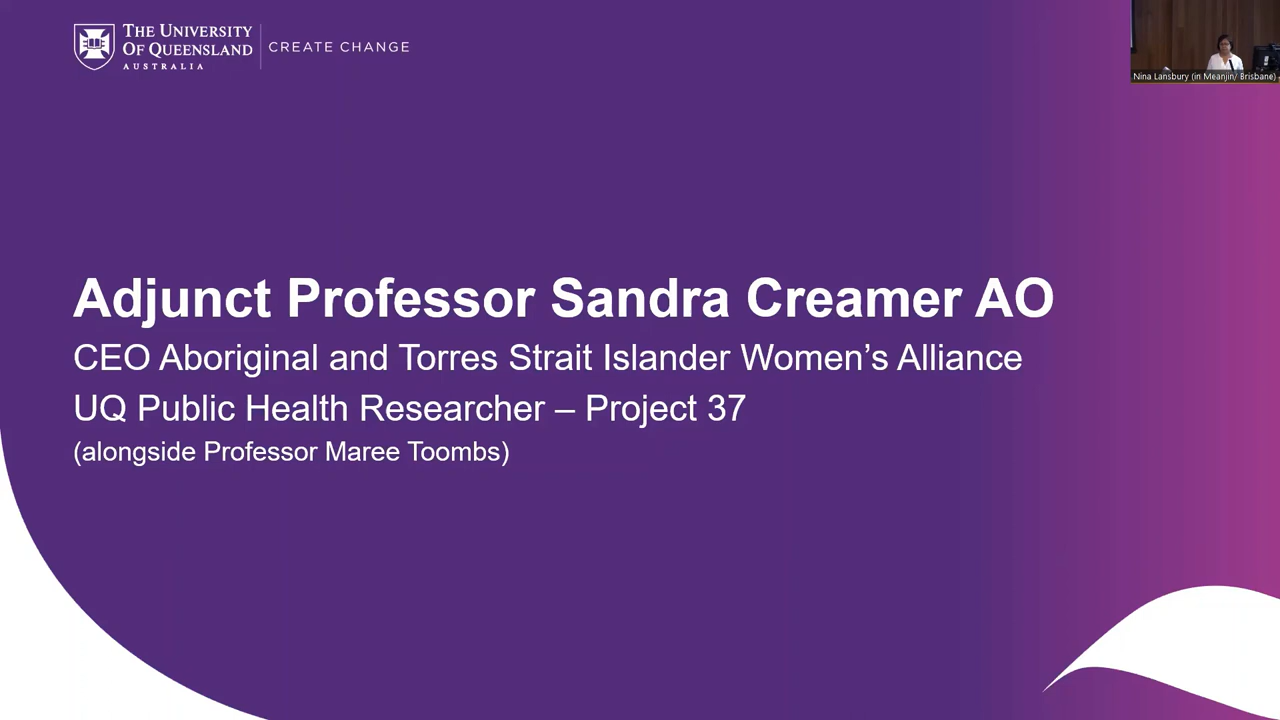 THE UNIVERSITY
OF QUEENSLAND
AUSTRALIA
CREATE CHANGE
Nina Lansbury (in Meanjin/ Brisbane)
Adjunct Professor Sandra Creamer AO
CEO Aboriginal and Torres Strait Islander Women’s Alliance
UQ Public Health Researcher – Project 37
(alongside Professor Maree Toombs)